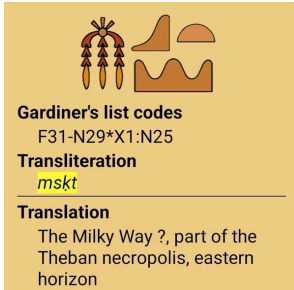 Gardiner's list codes
F31-N29*X1:N25
Transliteration
msḳt
Translation
The Milky Way ?, part of the
Theban necropolis, eastern
horizon